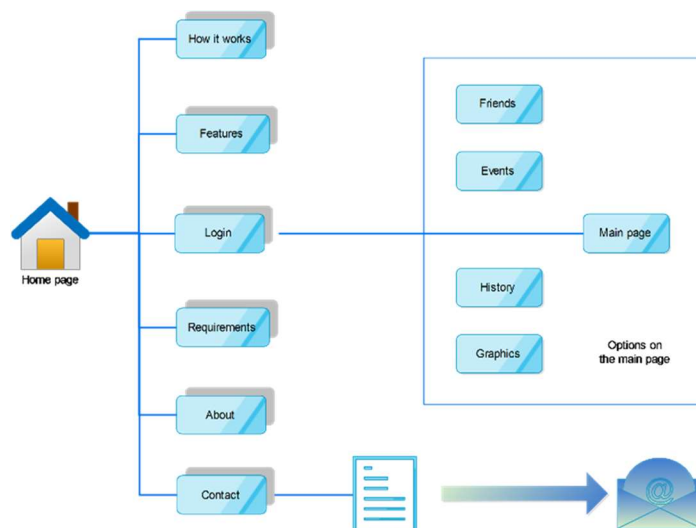 How it works
Features
Login
Requirements
About
Contact
Home page
Friends
Events
Main page
History
Graphics
Options on
the main page
@